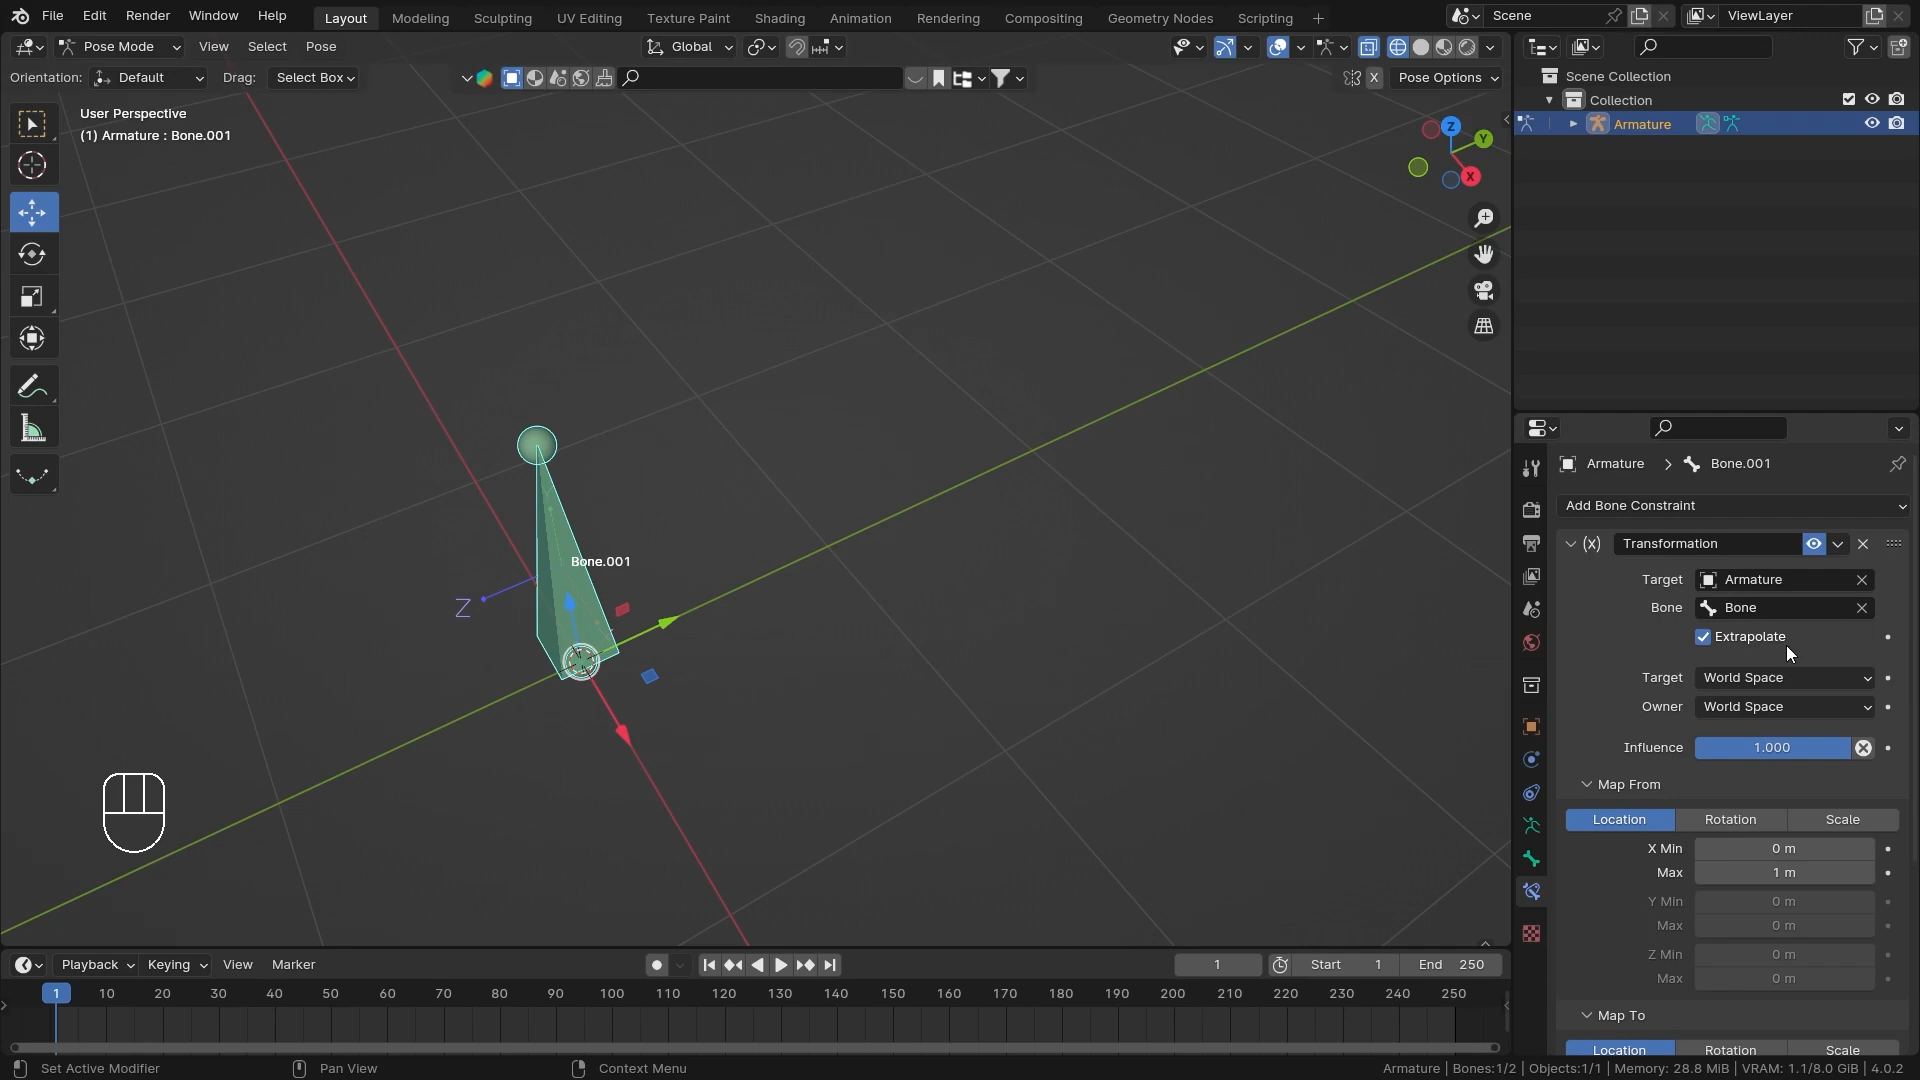 File Edit Render Window Help Layout Modeling Sculpting UV Editing Texture Paint Shading Animation Rendering Compositing Geometry Nodes Scripting + Scene ViewLayer
Pose Mode View Select Pose Global
Orientation: Default Drag: Select Box X Pose Options
User Perspective
(1) Armature : Bone.001
Z
Y
X
Bone.001
Z
Scene Collection
Collection
Armature
Armature > Bone.001
Add Bone Constraint
Transformation
Target Armature
Bone Bone
Extrapolate
Target World Space
Owner World Space
Influence 1.000
Map From
Location Rotation Scale
X Min 0 m
Max 1 m
Y Min 0 m
Max 0 m
Z Min 0 m
Max 0 m
Map To
Location Rotation Scale
Playback Keying View Marker 1 Start 1 End 250
1 10 20 30 40 50 60 70 80 90 100 110 120 130 140 150 160 170 180 190 200 210 220 230 240 250
Set Active Modifier Pan View Context Menu Armature | Bones:1/2 | Objects:1/1 | Memory: 28.8 MiB | VRAM: 1.1/8.0 GiB | 4.0.2